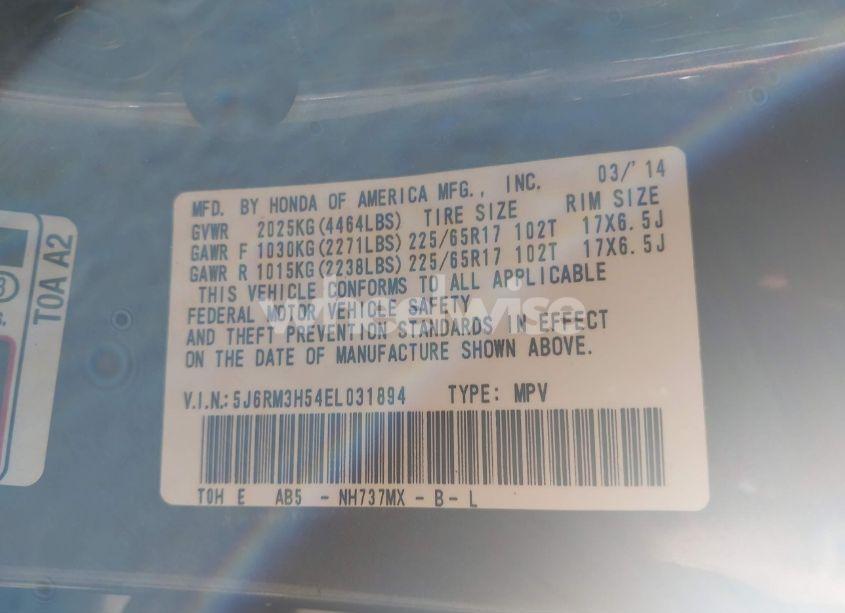 MFD. BY HONDA OF AMERICA MFG., INC. 03/'14
GVWR 2025KG(4464LBS) TIRE SIZE RIM SIZE
GAWR F 1030KG(2271LBS) 225/65R17 102T 17X6.5J
GAWR R 1015KG(2238LBS) 225/65R17 102T 17X6.5J
THIS VEHICLE CONFORMS TO ALL APPLICABLE
FEDERAL MOTOR VEHICLE SAFETY
AND THEFT PREVENTION STANDARDS IN EFFECT
ON THE DATE OF MANUFACTURE SHOWN ABOVE.
V.I.N.: 5J6RM3H54EL031894 TYPE: MPV
T0H E AB5 - NH737MX - B - L
T0A A2
wheelwise